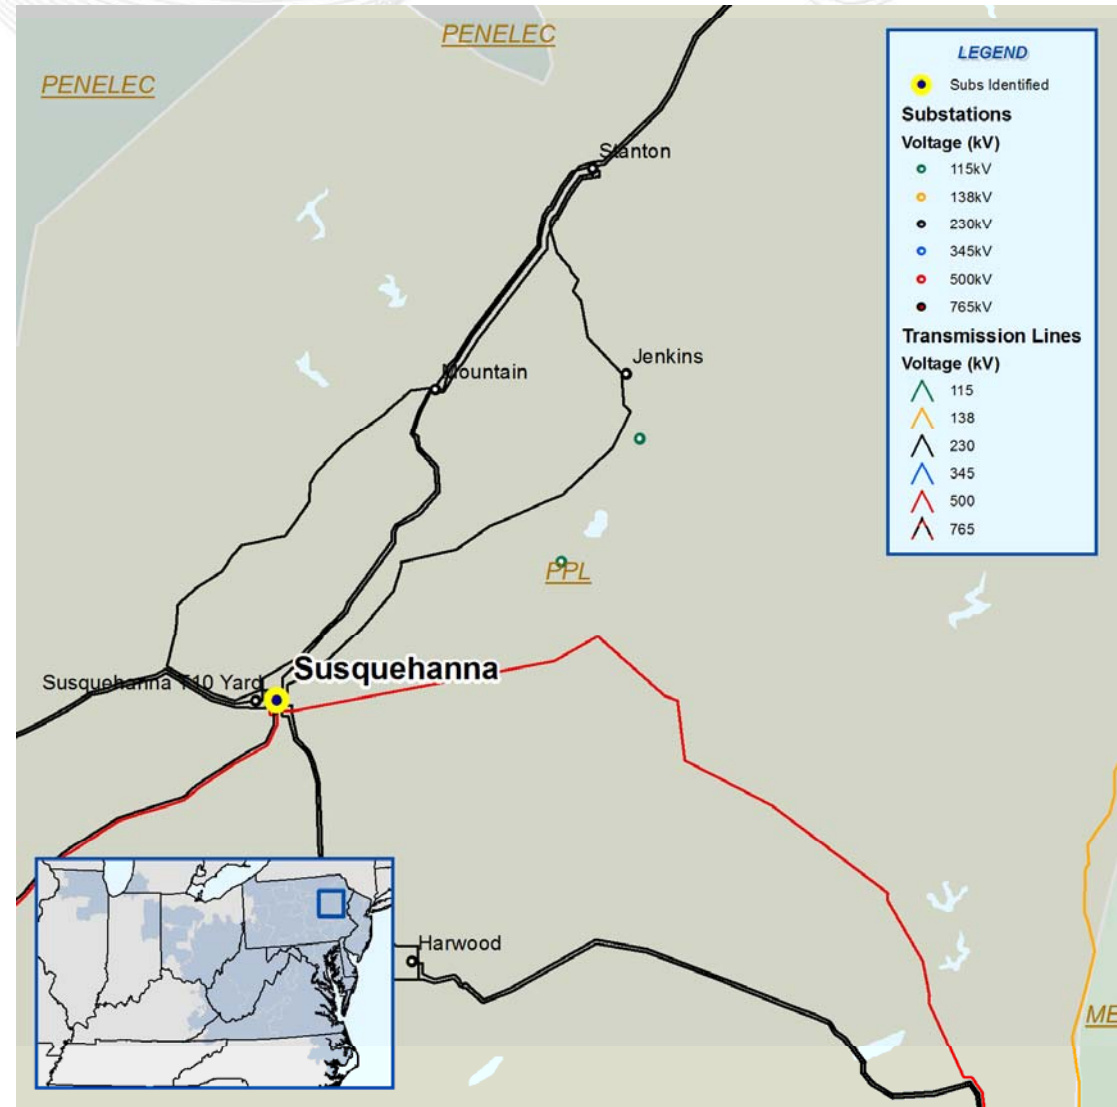 PENELEC
PENELEC
Stanton
Jenkins
Mountain
PPL
Susquehanna
Susquehanna T10 Yard
Harwood
ME
LEGEND
Subs Identified
Substations
Voltage (kV)
115kV
138kV
230kV
345kV
500kV
765kV
Transmission Lines
Voltage (kV)
115
138
230
345
500
765